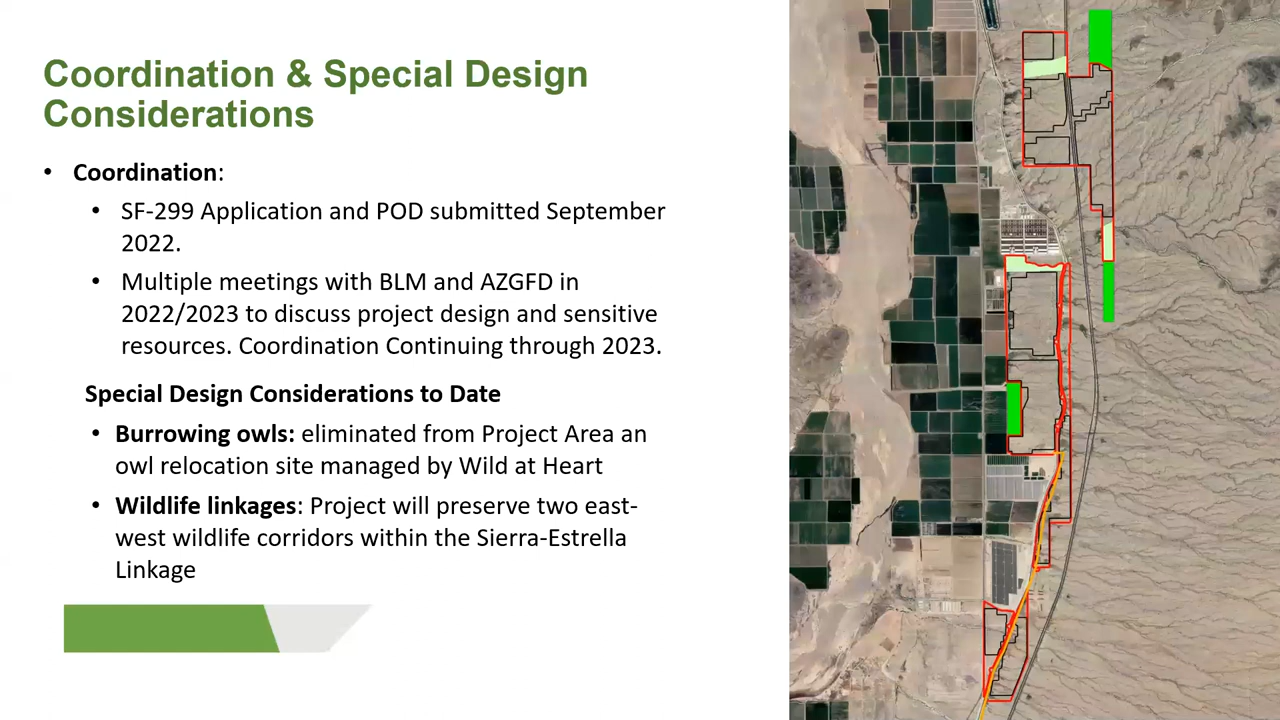 Coordination & Special Design
Considerations
• Coordination:
• SF-299 Application and POD submitted September
2022.
• Multiple meetings with BLM and AZGFD in
2022/2023 to discuss project design and sensitive
resources. Coordination Continuing through 2023.
Special Design Considerations to Date
• Burrowing owls: eliminated from Project Area an
owl relocation site managed by Wild at Heart
• Wildlife linkages: Project will preserve two east-
west wildlife corridors within the Sierra-Estrella
Linkage